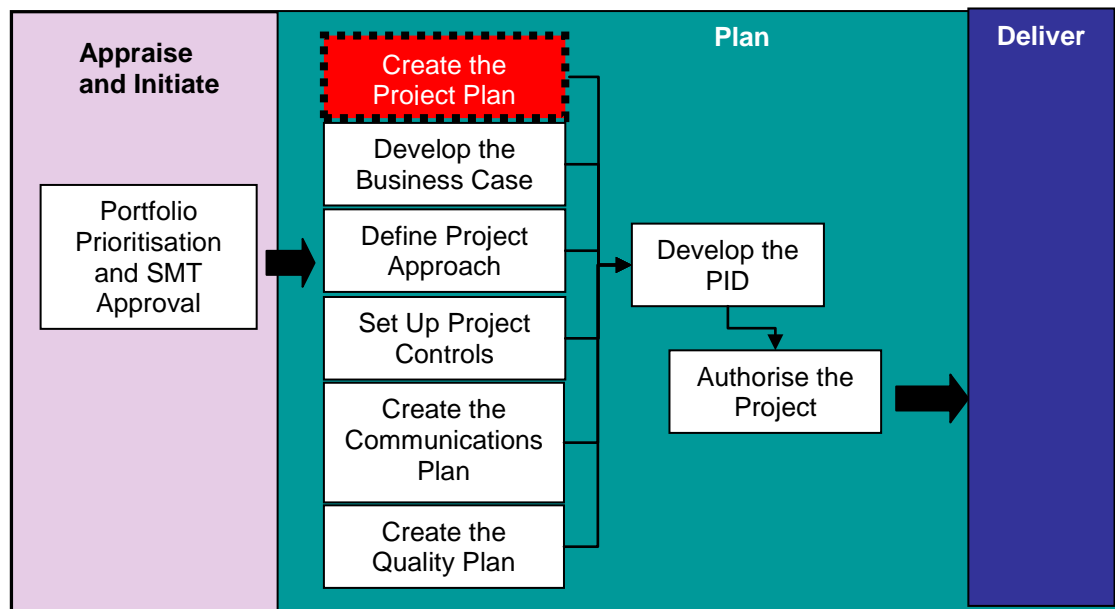 Appraise
and Initiate
Portfolio
Prioritisation
and SMT
Approval
Plan
Create the
Project Plan
Develop the
Business Case
Define Project
Approach
Set Up Project
Controls
Create the
Communications
Plan
Create the
Quality Plan
Develop the
PID
Authorise the
Project
Deliver